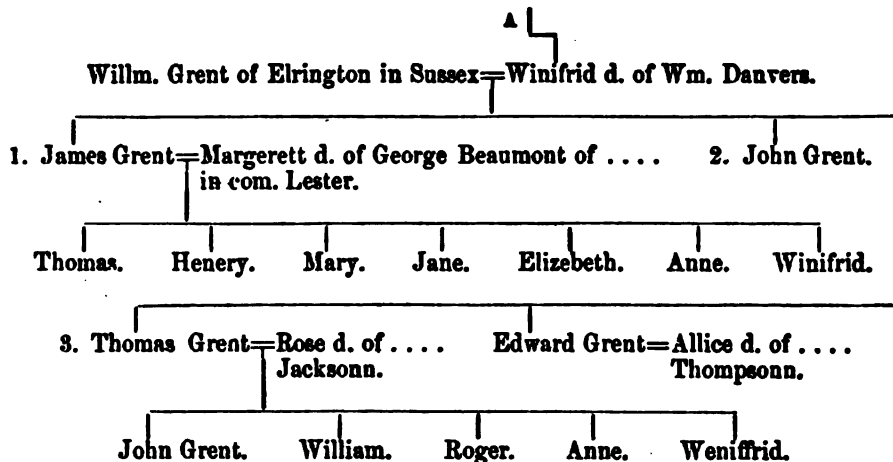 A
Willm. Grent of Elrington in Sussex=Winifrid d. of Wm. Danvers.
1. James Grent=Margerett d. of George Beaumont of . . . . 2. John Grent.
in com. Lester.
Thomas. Henery. Mary. Jane. Elizebeth. Anne. Winifrid.
3. Thomas Grent=Rose d. of . . . . Edward Grent=Allice d. of . . . .
Jacksonn. Thompsonn.
John Grent. William. Roger. Anne. Weniffrid.